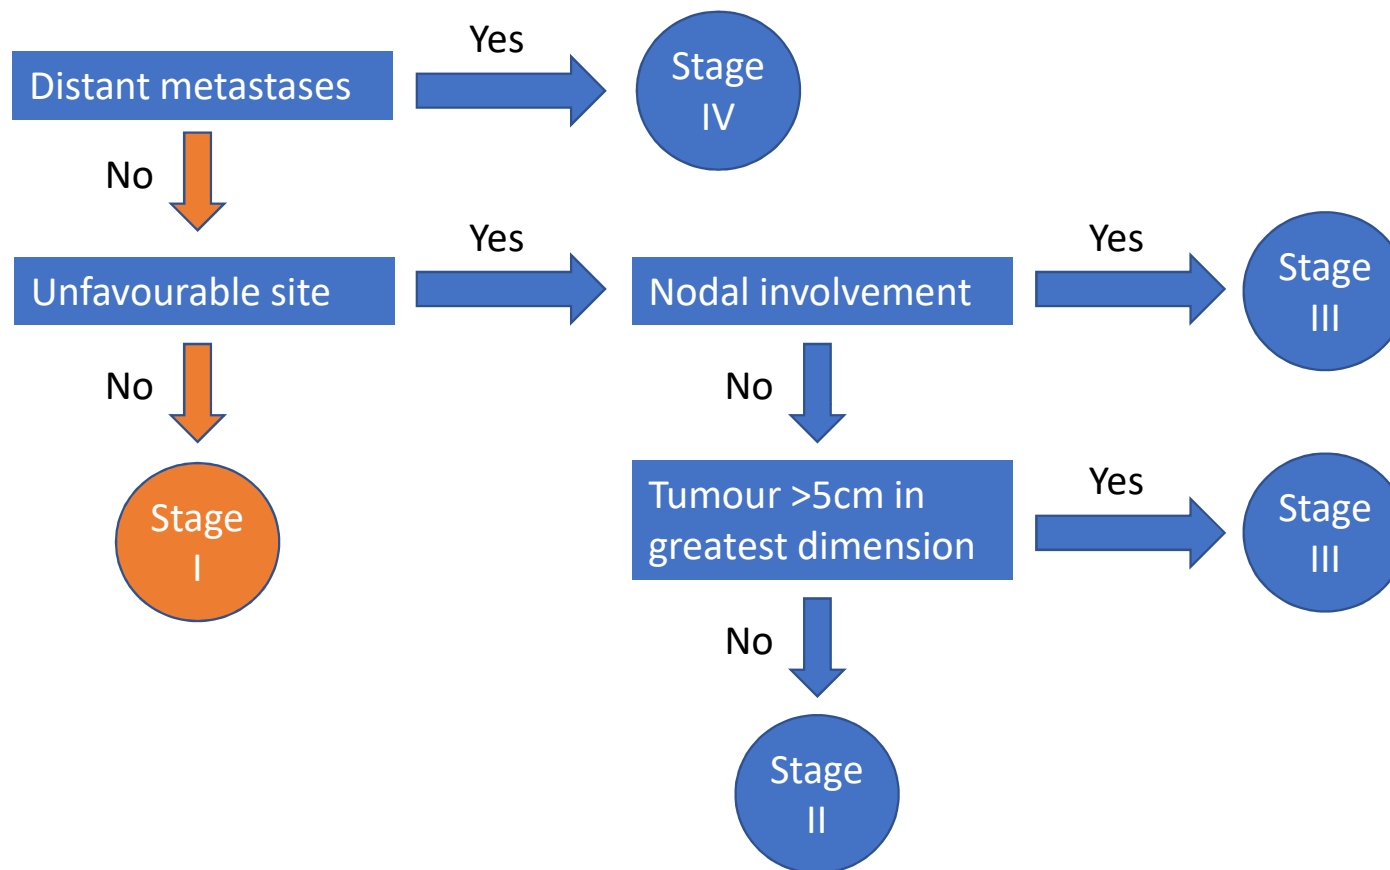 Yes
Distant metastases
Stage
IV
No
Yes
Yes
Unfavourable site
Nodal involvement
Stage
III
No
No
Stage
I
Tumour >5cm in
greatest dimension
Yes
Stage
III
No
Stage
II